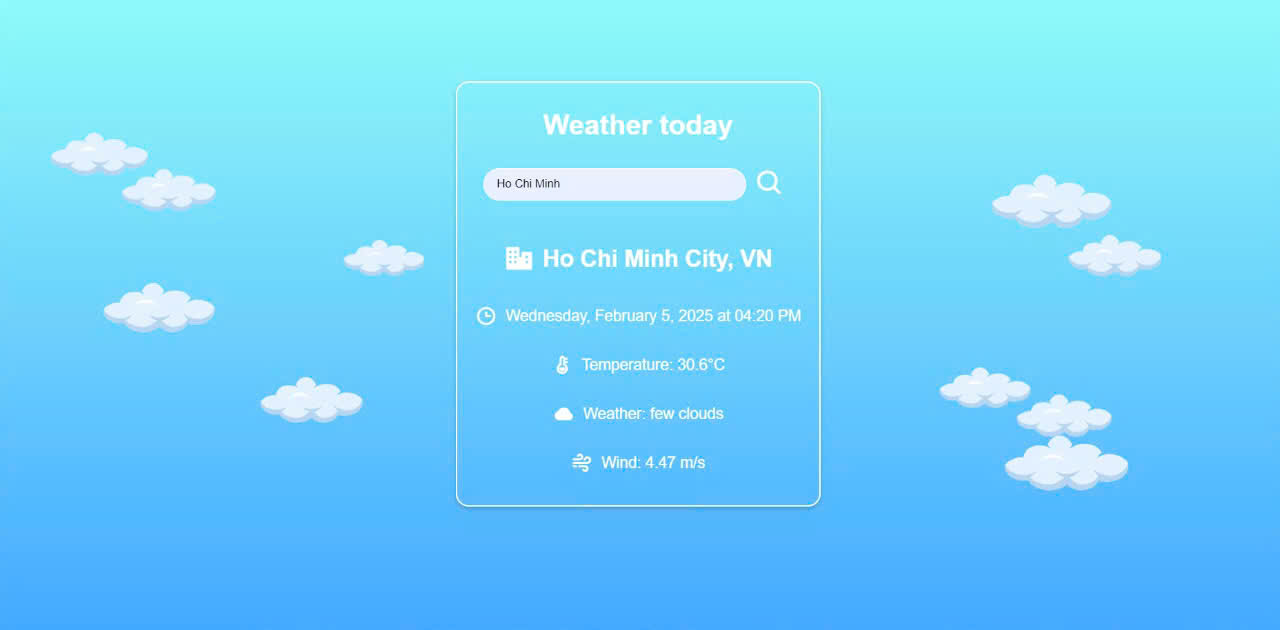 Weather today
Ho Chi Minh
Ho Chi Minh City, VN
Wednesday, February 5, 2025 at 04:20 PM
Temperature: 30.6°C
Weather: few clouds
Wind: 4.47 m/s